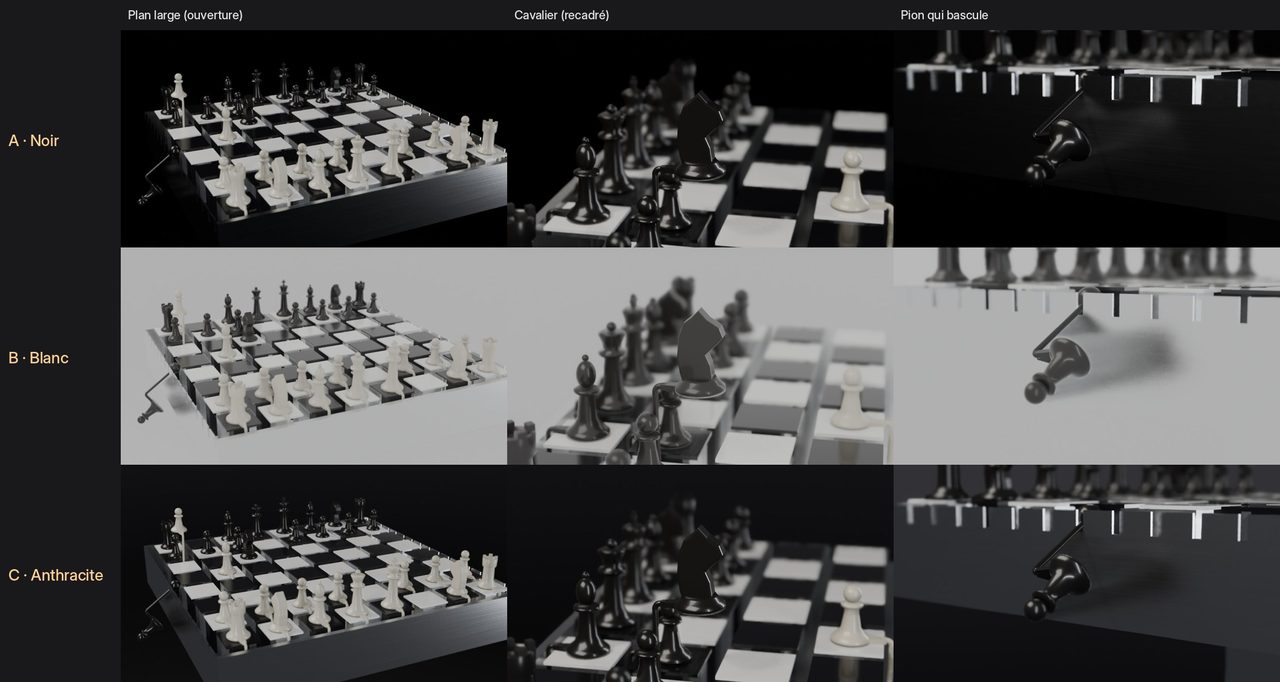 Plan large (ouverture)
Cavalier (recadré)
Pion qui bascule
A · Noir
B · Blanc
C · Anthracite